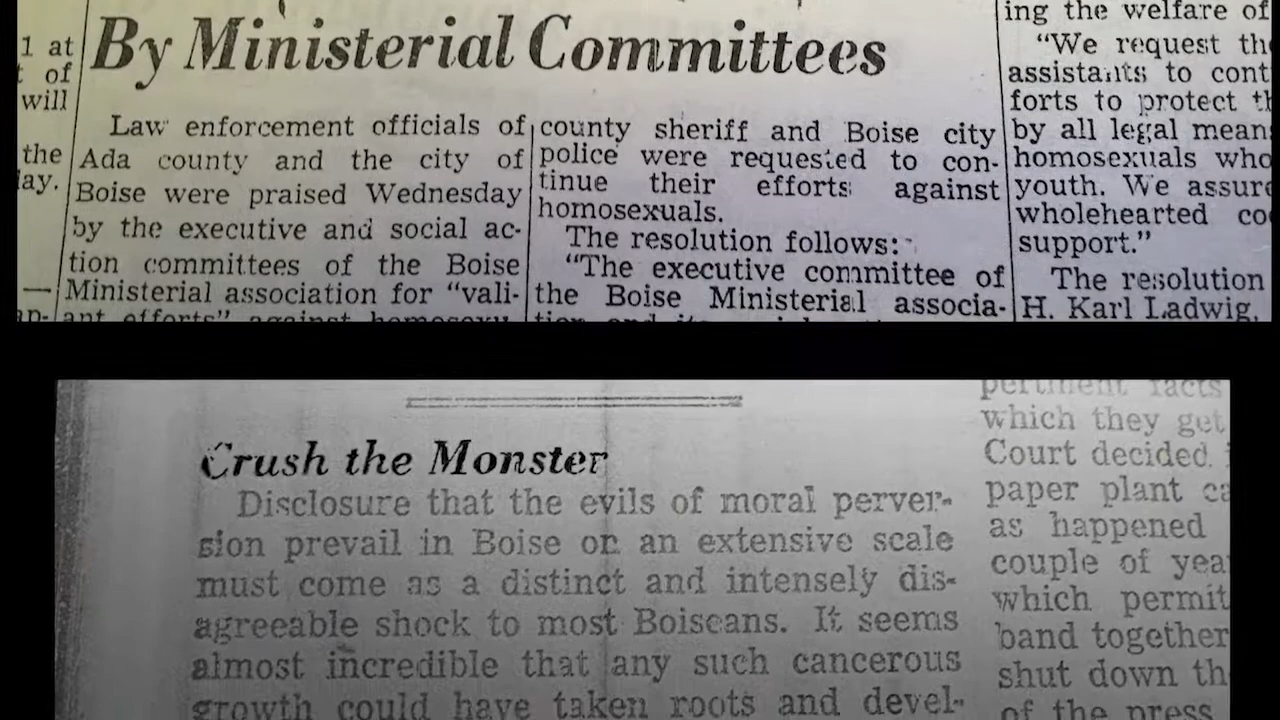 By Ministerial Committees
1 at
of
will
the
ay.
Law enforcement officials of
Ada county and the city of
Boise were praised Wednesday
by the executive and social ac-
tion committees of the Boise
Ministerial association for "vali-
ant efforts" against homosexu-
county sheriff and Boise city
police were requested to con-
tinue their efforts against
homosexuals.
The resolution follows:
"The executive committee of
the Boise Ministerial associa-
ing the welfare of
"We request th
assistants to cont
forts to protect t
by all legal mean
homosexuals who
youth. We assure
wholehearted co
support."
The resolution
H. Karl Ladwig,
Crush the Monster
Disclosure that the evils of moral perver-
sion prevail in Boise on an extensive scale
must come as a distinct and intensely dis-
agreeable shock to most Boiseans. It seems
almost incredible that any such cancerous
growth could have taken roots and devel-
pertinent facts
which they get
Court decided
paper plant ca
as happened
couple of yea
which permit
band together
shut down th
of the press